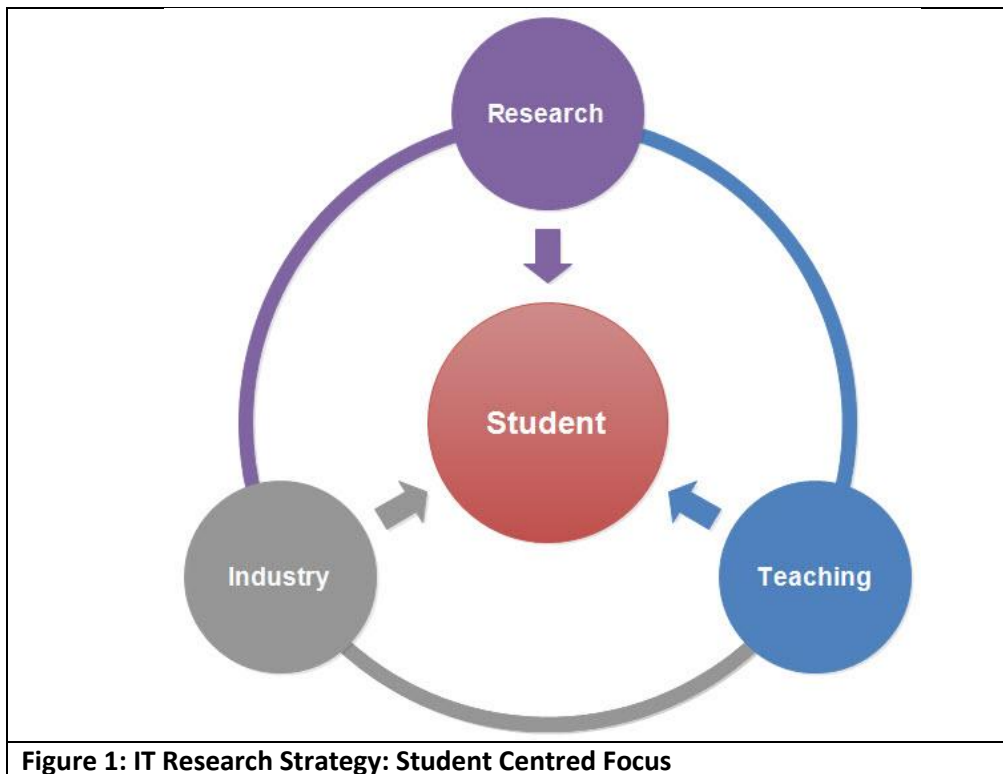 Research
Student
Industry
Teaching
Figure 1: IT Research Strategy: Student Centred Focus